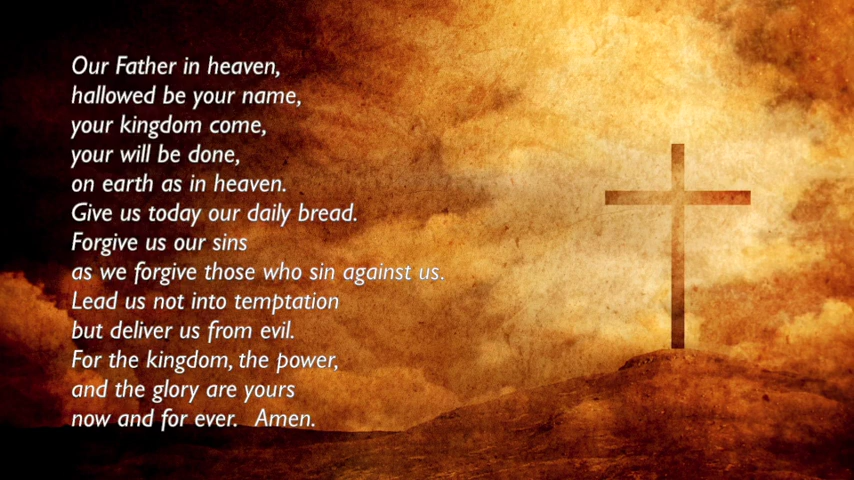 Our Father in heaven,
hallowed be your name,
your kingdom come,
your will be done,
on earth as in heaven.
Give us today our daily bread.
Forgive us our sins
as we forgive those who sin against us.
Lead us not into temptation
but deliver us from evil.
For the kingdom, the power,
and the glory are yours
now and for ever.   Amen.